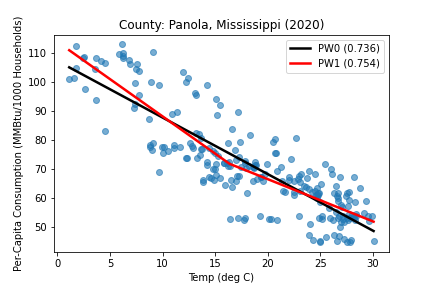 County: Panola, Mississippi (2020)
Per-Capita Consumption (MMBtu/1000 Households)
110
100
90
80
70
60
50
PW0 (0.736)
PW1 (0.754)
0 5 10 15 20 25 30
Temp (deg C)